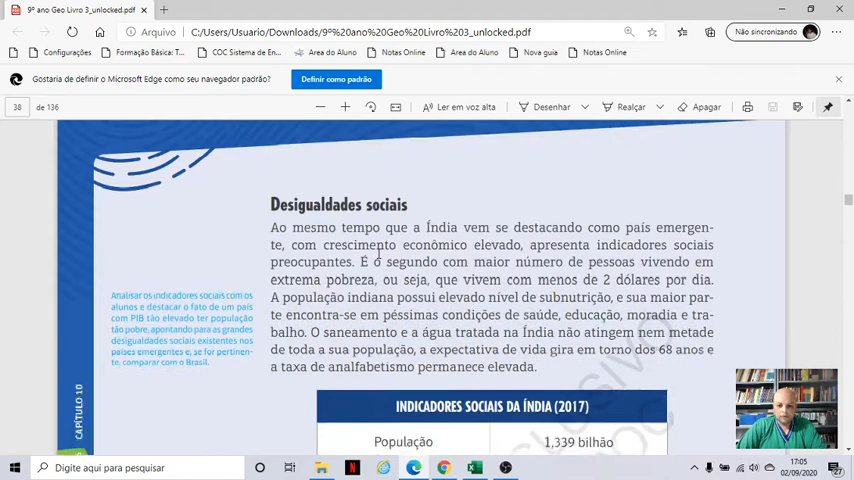 9º ano Geo Livro 3_unlocked.pdf
Arquivo
C:/Users/Usuario/Downloads/9º%20ano%20Geo%20Livro%203_unlocked.pdf
Não sincronizando
Configurações
Formação Básica: T...
COC Sistema de En...
Area do Aluno
Notas Online
Area do Aluno
Nova guia
Notas Online
Gostaria de definir o Microsoft Edge como seu navegador padrão?
Definir como padrão
38 de 136
Ler em voz alta
Desenhar
Realçar
Apagar
Desigualdades sociais
Ao mesmo tempo que a Índia vem se destacando como país emergen-
te, com crescimento econômico elevado, apresenta indicadores sociais
preocupantes. É o segundo com maior número de pessoas vivendo em
extrema pobreza, ou seja, que vivem com menos de 2 dólares por dia.
A população indiana possui elevado nível de subnutrição, e sua maior par-
te encontra-se em péssimas condições de saúde, educação, moradia e tra-
balho. O saneamento e a água tratada na Índia não atingem nem metade
de toda a sua população, a expectativa de vida gira em torno dos 68 anos e
a taxa de analfabetismo permanece elevada.
Analisar os indicadores sociais com os
alunos e destacar o fato de um país
com PIB tão elevado ter população
tão pobre, apontando para as grandes
desigualdades sociais existentes nos
países emergentes e, se for pertinen-
te, comparar com o Brasil.
CAPÍTULO 10
INDICADORES SOCIAIS DA ÍNDIA (2017)
População
1,339 bilhão
Digite aqui para pesquisar
17:05
02/09/2020
27